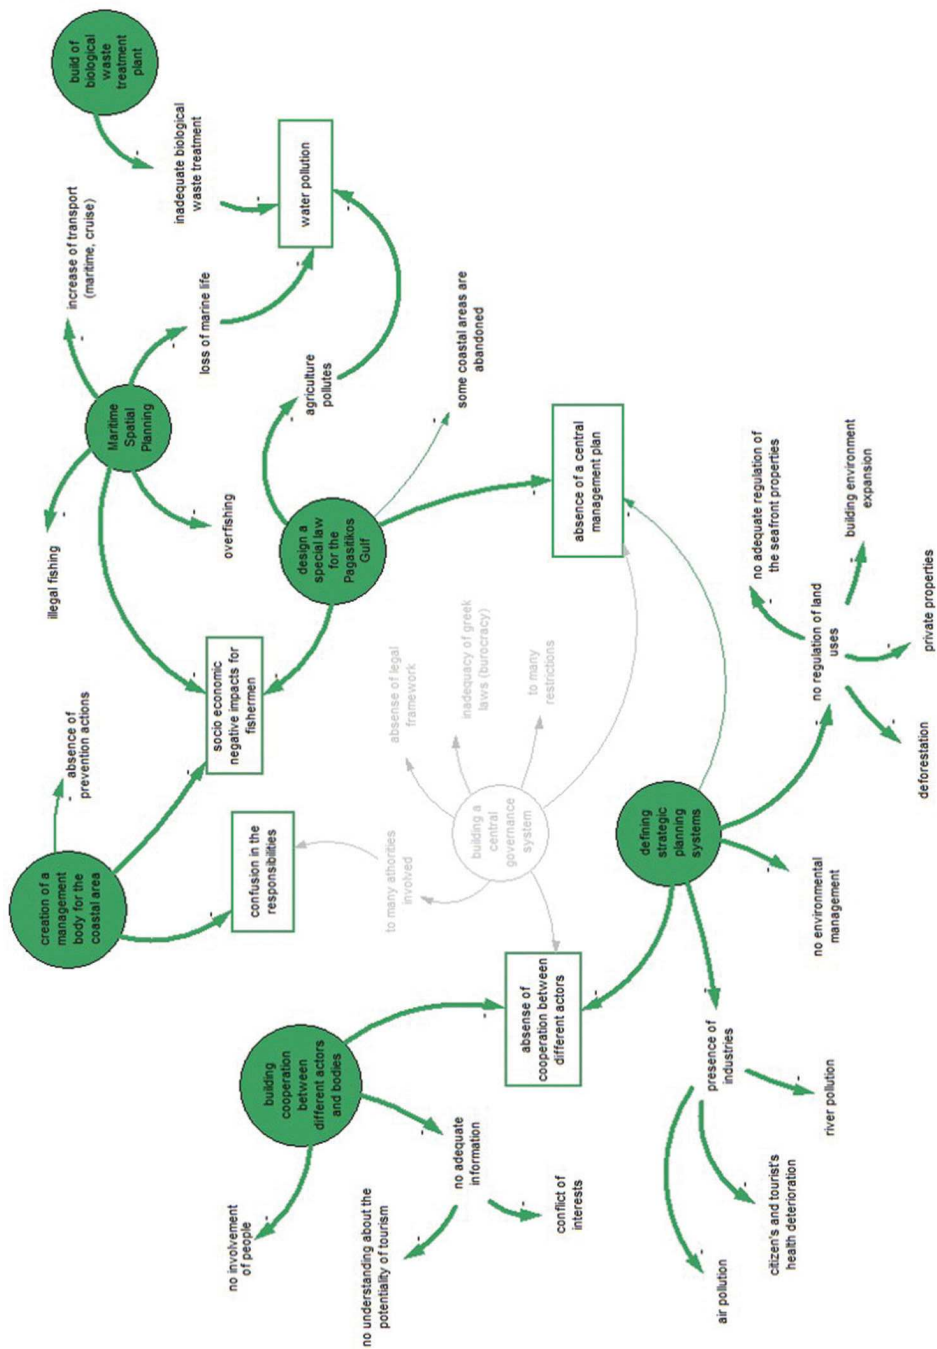 creation of a
management
body for the
coastal area
absence of
prevention actions
illegal fishing
Maritime
Spatial
Planning
increase of transport
(maritime, cruise)
build of
biological
waste
treatment
plant
inadequate biological
waste treatment
loss of marine life
overfishing
socio economic
negative impacts for
fishermen
confusion in the
responsibilities
water pollution
agriculture
pollutes
design a
special law
for the
Pagasitikos
Gulf
some coastal areas are
abandoned
building
cooperation
between
different actors
and bodies
no involvement
of people
no understanding about the
potentiality of tourism
no adequate
information
conflict of
interests
to many athorities
involved
absense of legal
framework
inadequacy of greek
laws (burocracy)
to many
restrictions
building a
central
governance
system
absense of
cooperation between
different actors
absence of a central
management plan
defining
strategic
planning
systems
presence of
industries
air pollution
citizen's and tourist's
health deterioration
river pollution
no environmental
management
no regulation of land
uses
no adequate regulation of
the seafront properties
building environment
expansion
private properties
deforestation